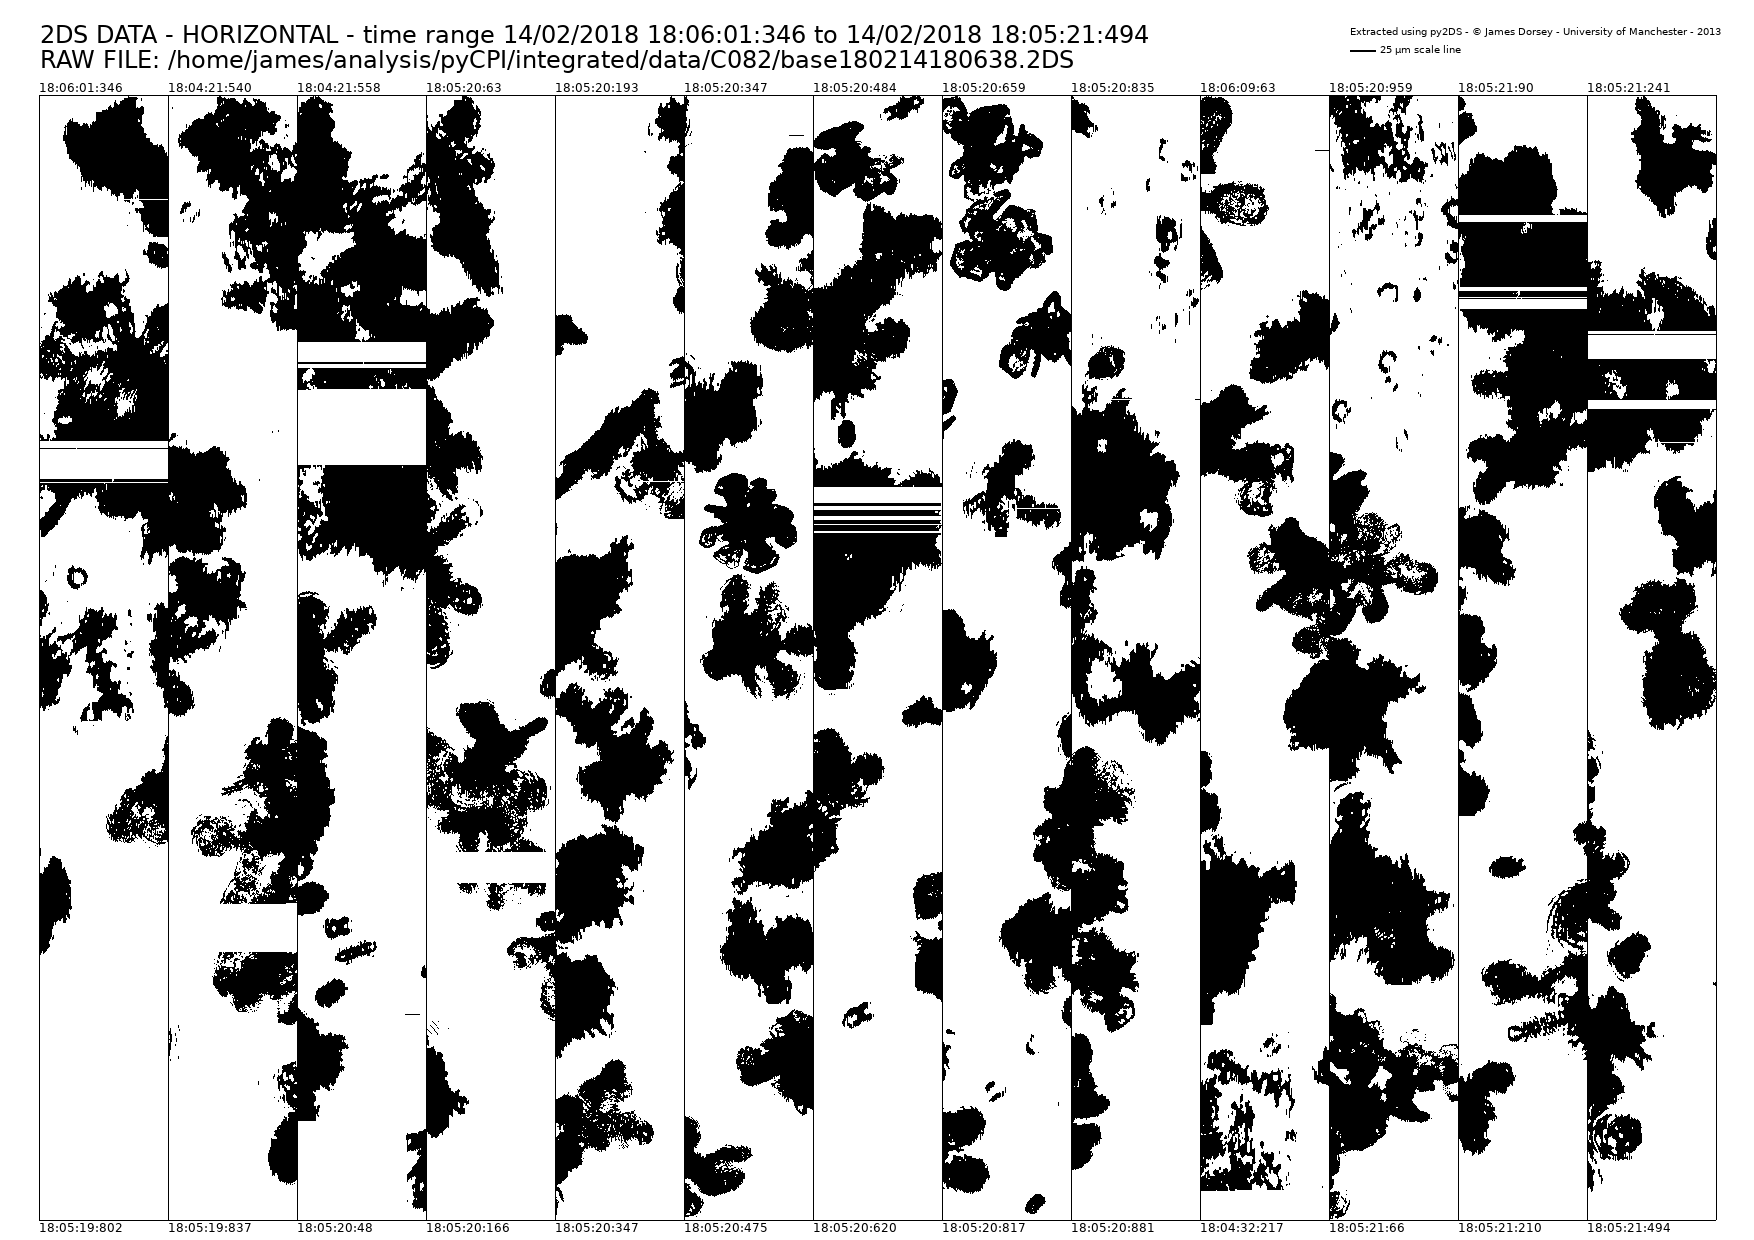 2DS DATA - HORIZONTAL - time range 14/02/2018 18:06:01:346 to 14/02/2018 18:05:21:494
RAW FILE: /home/james/analysis/pyCPI/integrated/data/C082/base180214180638.2DS
Extracted using py2DS - © James Dorsey - University of Manchester - 2013
25 µm scale line
18:06:01:346 18:04:21:540 18:04:21:558 18:05:20:63 18:05:20:193 18:05:20:347 18:05:20:484 18:05:20:659 18:05:20:835 18:06:09:63 18:05:20:959 18:05:21:90 18:05:21:241
18:05:19:802 18:05:19:837 18:05:20:48 18:05:20:166 18:05:20:347 18:05:20:475 18:05:20:620 18:05:20:817 18:05:20:881 18:04:32:217 18:05:21:66 18:05:21:210 18:05:21:494